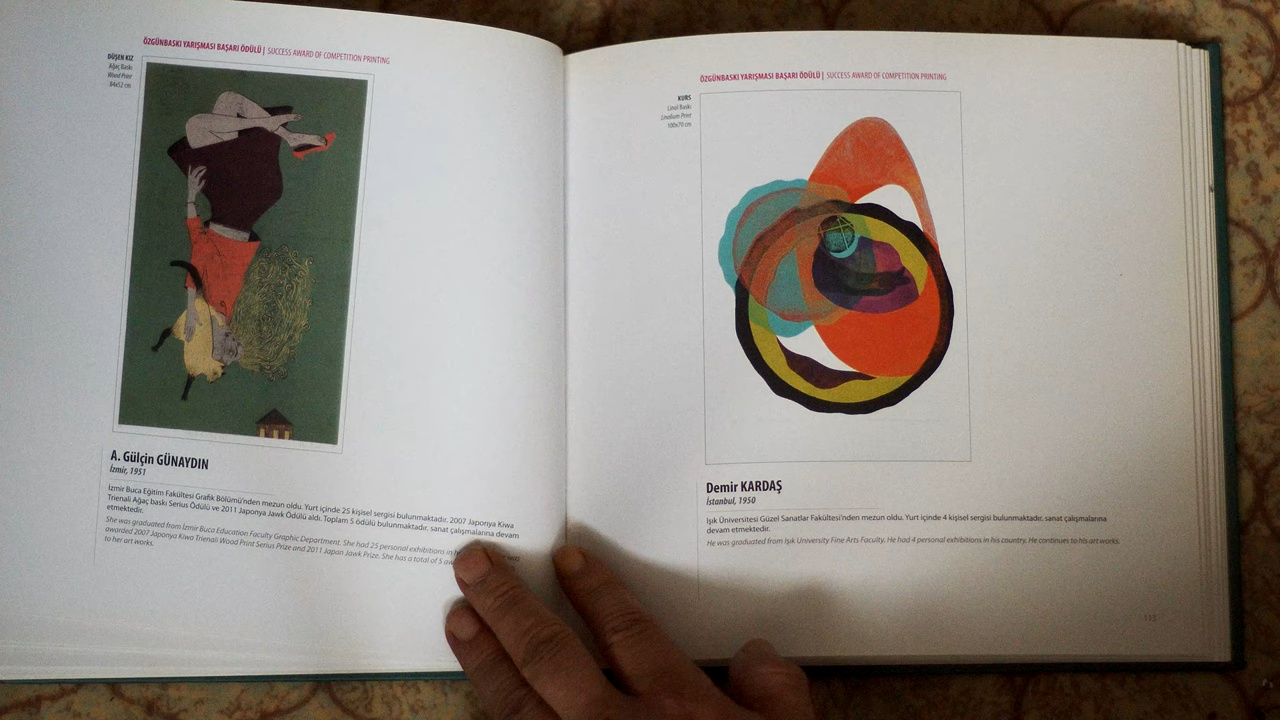 ÖZGÜNBASKI YARIŞMASI BAŞARI ÖDÜLÜ | SUCCESS AWARD OF COMPETITION PRINTING
DÜŞEN KIZ
Ağaç Baskı
Wood Print
84x52 cm
A. Gülçin GÜNAYDIN
İzmir, 1951
İzmir Buca Eğitim Fakültesi Grafik Bölümü'nden mezun oldu. Yurt içinde 25 kişisel sergisi bulunmaktadır. 2007 Japonya Kiwa
Trienali Ağaç baskı Serius Ödülü ve 2011 Japonya Jawk Ödülü aldı. Toplam 5 ödülü bulunmaktadır. sanat çalışmalarına devam
etmektedir.
She was graduated from İzmir Buca Education Faculty Graphic Department. She had 25 personal exhibitions in
awarded 2007 Japonya Kiwa Trienali Wood Print Serius Prize and 2011 Japan Jawk Prize. She has a total of 5
to her art works.
ÖZGÜNBASKI YARIŞMASI BAŞARI ÖDÜLÜ | SUCCESS AWARD OF COMPETITION PRINTING
KURS
Linol Baskı
Linolium Print
100x70 cm
Demir KARDAŞ
İstanbul, 1950
Işık Üniversitesi Güzel Sanatlar Fakültesi'nden mezun oldu. Yurt içinde 4 kişisel sergisi bulunmaktadır. sanat çalışmalarına
devam etmektedir.
He was graduated from Işık University Fine Arts Faculty. He had 4 personal exhibitions in his country. He continues to his art works.
113